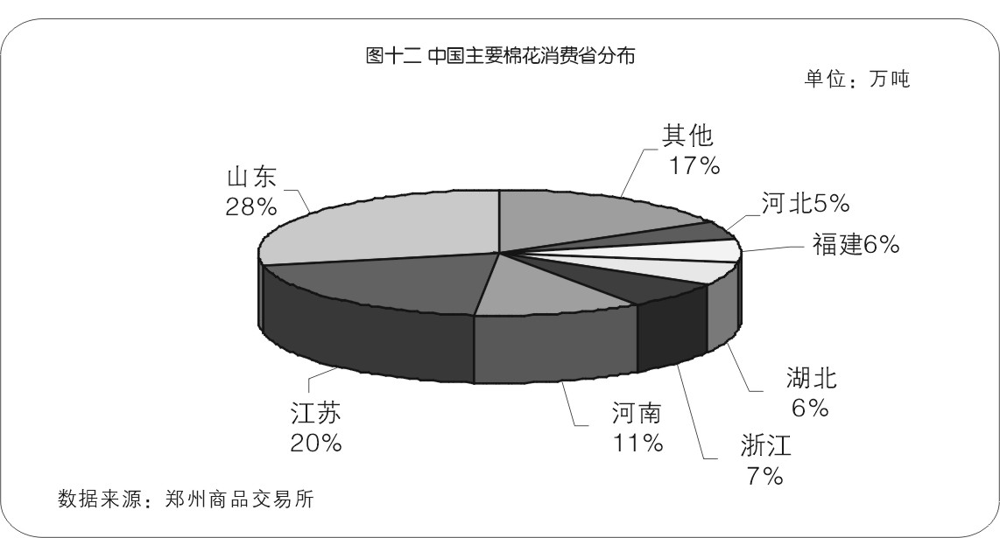 图十二 中国主要棉花消费省分布
单位：万吨
其他
17%
山东
28%
河北5%
福建6%
湖北
6%
江苏
20%
河南
11%
浙江
7%
数据来源：郑州商品交易所